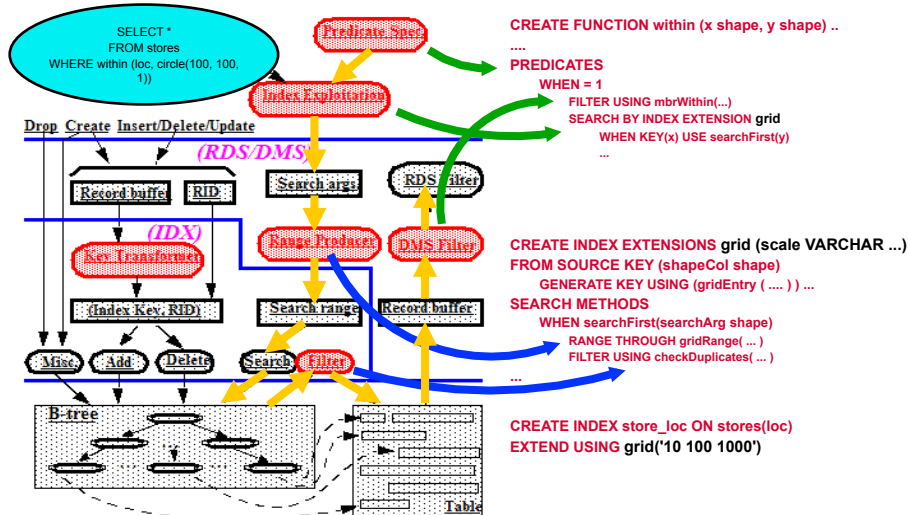 SELECT *
FROM stores
WHERE within (loc, circle(100, 100,
1))
Predicate Spec
Index Exploitation
Drop Create Insert/Delete/Update
(RDS/DMS)
Record buffer RID
Search args
RDS Filter
(IDX)
Key Transformer
Range Producer
DMS Filter
(Index Key, RID)
Search range
Record buffer
Misc. Add Delete Search Filter
B-tree
...
...
Table
CREATE FUNCTION within (x shape, y shape) ..
....
PREDICATES
WHEN = 1
FILTER USING mbrWithin(...)
SEARCH BY INDEX EXTENSION grid
WHEN KEY(x) USE searchFirst(y)
...
CREATE INDEX EXTENSIONS grid (scale VARCHAR ...)
FROM SOURCE KEY (shapeCol shape)
GENERATE KEY USING (gridEntry ( .... ) ) ...
SEARCH METHODS
WHEN searchFirst(searchArg shape)
RANGE THROUGH gridRange( ... )
FILTER USING checkDuplicates( ... )
...
CREATE INDEX store_loc ON stores(loc)
EXTEND USING grid('10 100 1000')